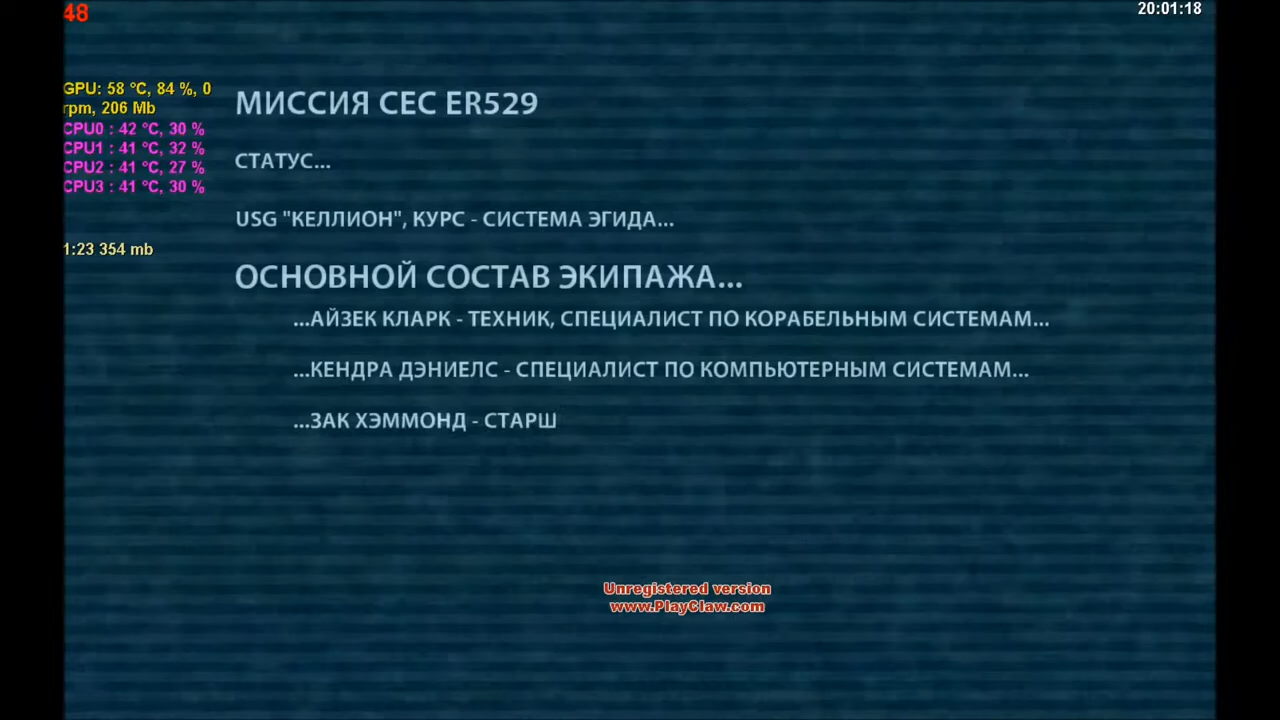 48
20:01:18
GPU: 58 °C, 84 %, 0
rpm, 206 Mb
CPU0 : 42 °C, 30 %
CPU1 : 41 °C, 32 %
CPU2 : 41 °C, 27 %
CPU3 : 41 °C, 30 %
1:23 354 mb
МИССИЯ CEC ER529
СТАТУС...
USG "КЕЛЛИОН", КУРС - СИСТЕМА ЭГИДА...
ОСНОВНОЙ СОСТАВ ЭКИПАЖА...
...АЙЗЕК КЛАРК - ТЕХНИК, СПЕЦИАЛИСТ ПО КОРАБЕЛЬНЫМ СИСТЕМАМ...
...КЕНДРА ДЭНИЕЛС - СПЕЦИАЛИСТ ПО КОМПЬЮТЕРНЫМ СИСТЕМАМ...
...ЗАК ХЭММОНД - СТАРШ
Unregistered version
www.PlayClaw.com